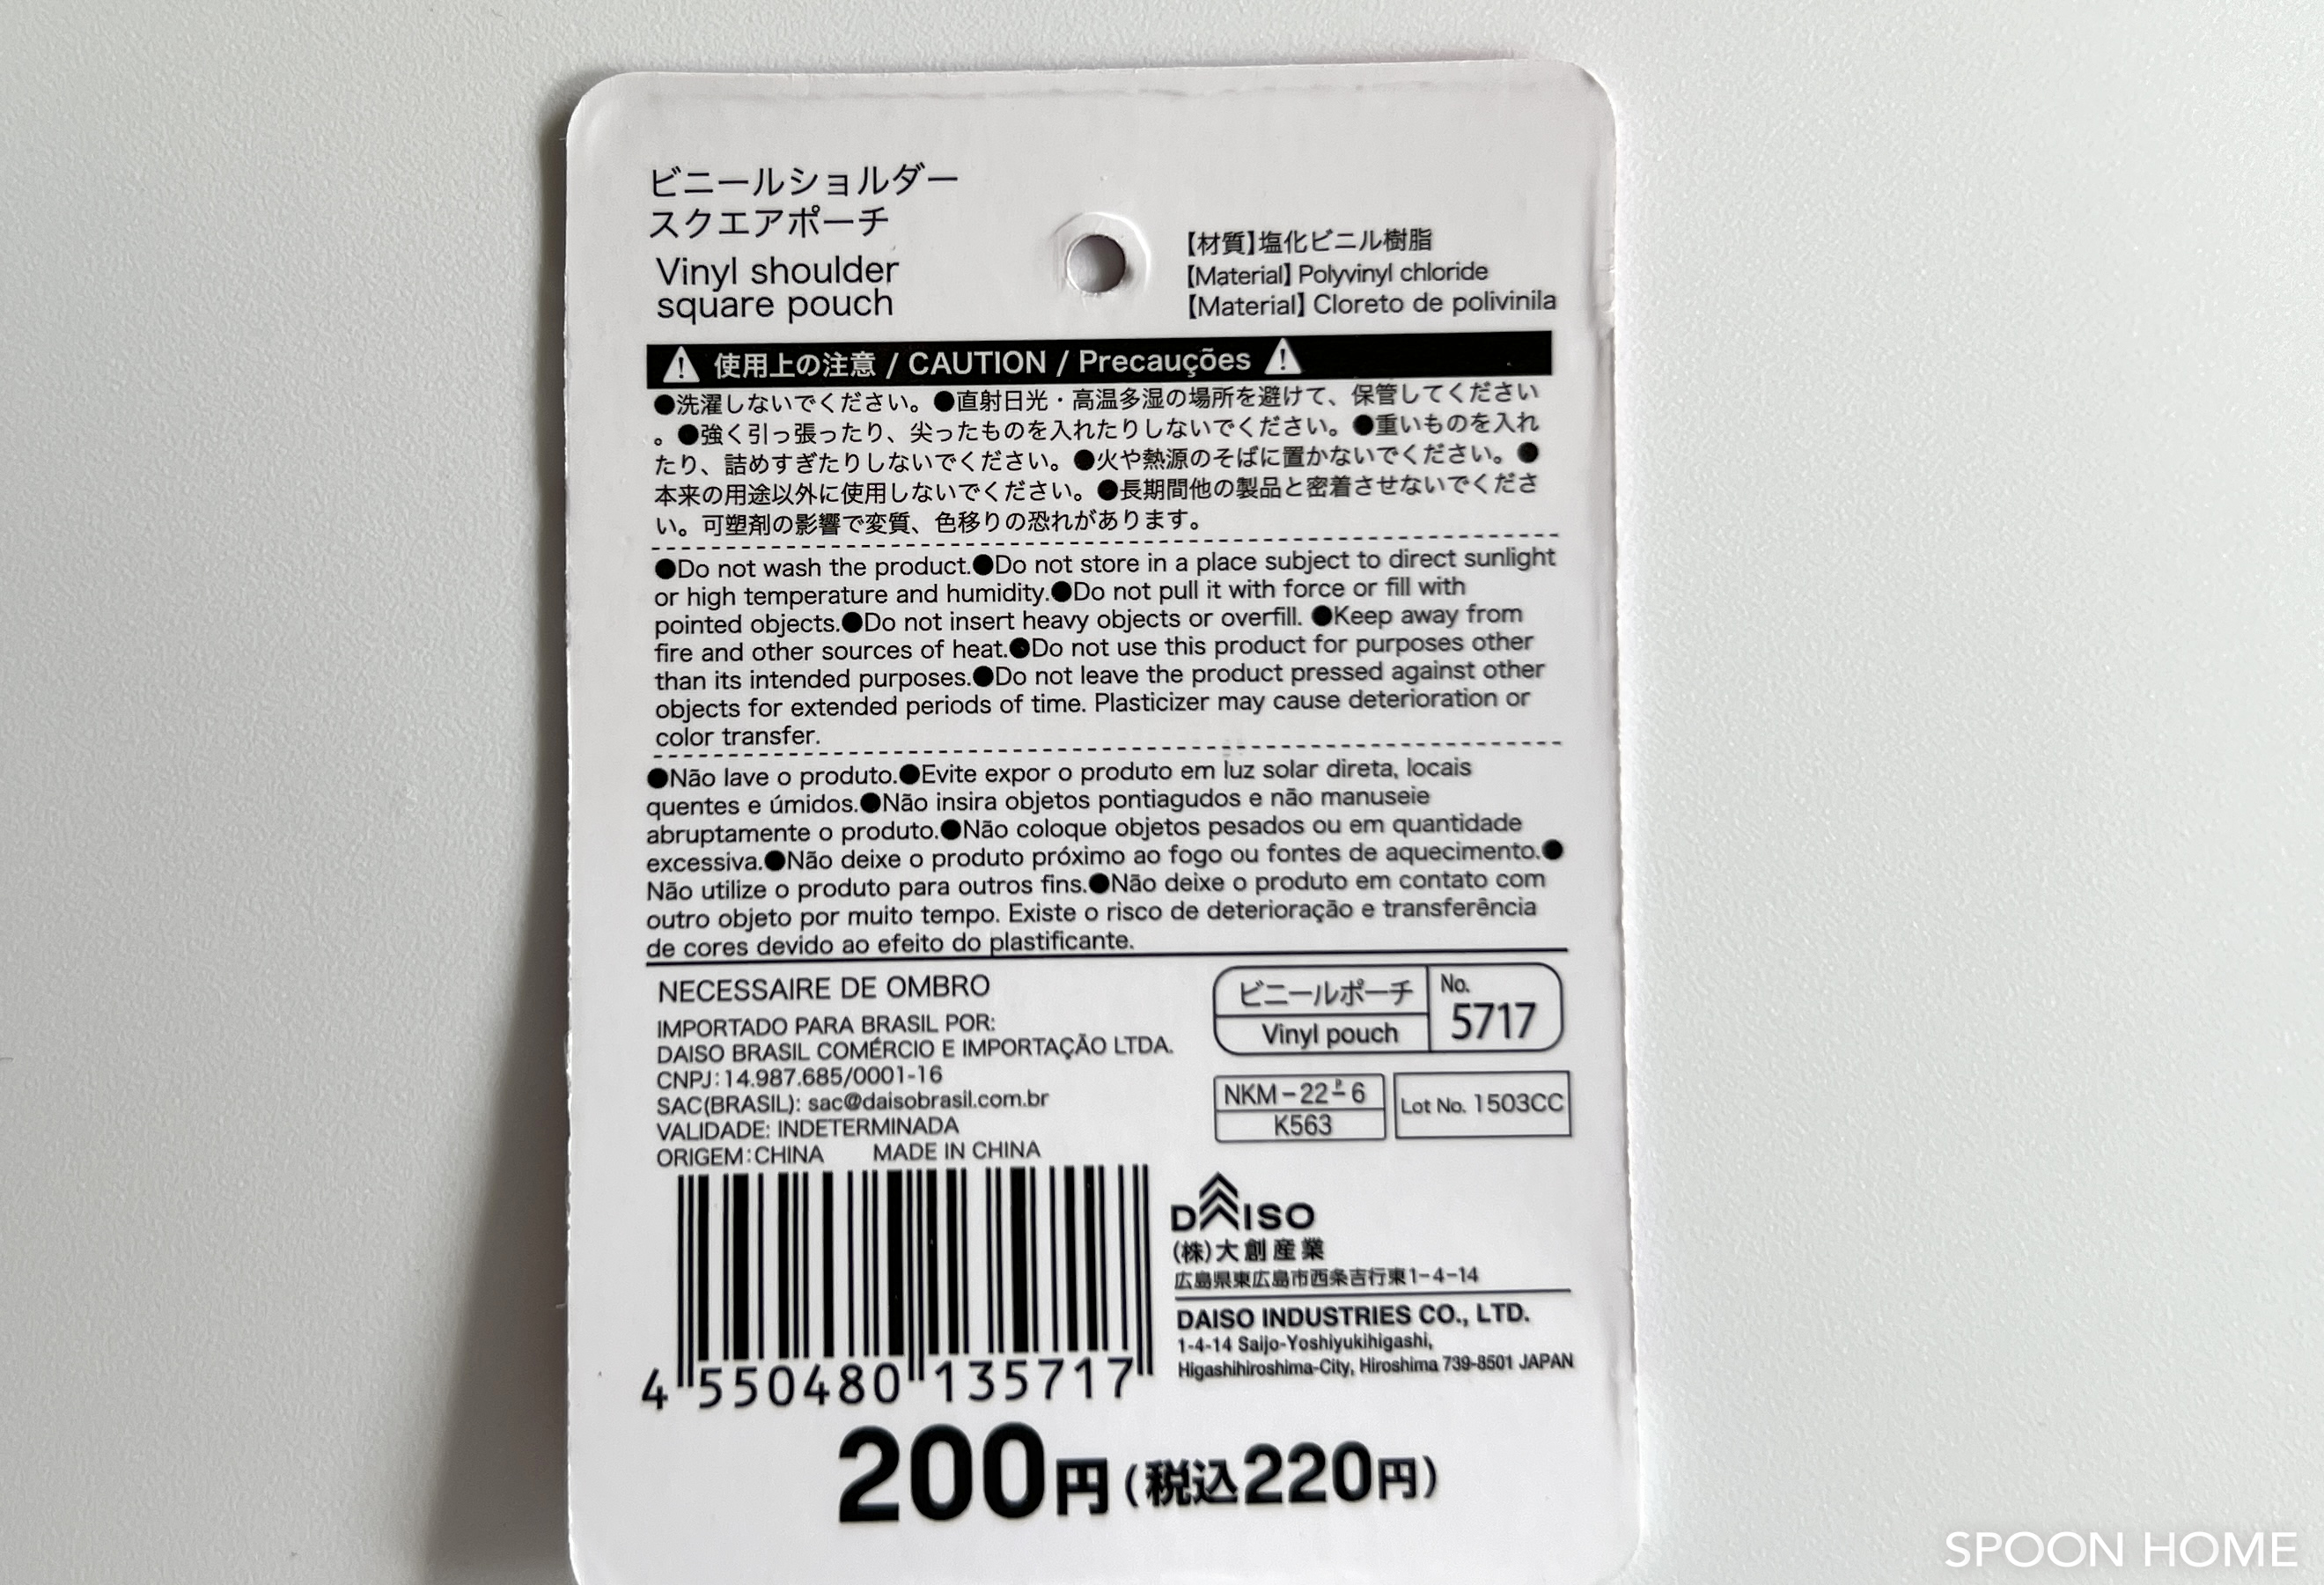 ビニールショルダー
スクエアポーチ
Vinyl shoulder
square pouch
【材質】塩化ビニル樹脂
【Material】Polyvinyl chloride
【Material】Cloreto de polivinila
使用上の注意 / CAUTION / Precauções
●洗濯しないでください。●直射日光・高温多湿の場所を避けて、保管してください
。●強く引っ張ったり、尖ったものを入れたりしないでください。●重いものを入れ
たり、詰めすぎたりしないでください。●火や熱源のそばに置かないでください。●
本来の用途以外に使用しないでください。●長期間他の製品と密着させないでくださ
い。可塑剤の影響で変質、色移りの恐れがあります。
●Do not wash the product.●Do not store in a place subject to direct sunlight
or high temperature and humidity.●Do not pull it with force or fill with
pointed objects.●Do not insert heavy objects or overfill. ●Keep away from
fire and other sources of heat.●Do not use this product for purposes other
than its intended purposes.●Do not leave the product pressed against other
objects for extended periods of time. Plasticizer may cause deterioration or
color transfer.
●Não lave o produto.●Evite expor o produto em luz solar direta, locais
quentes e úmidos.●Não insira objetos pontiagudos e não manuseie
abruptamente o produto.●Não coloque objetos pesados ou em quantidade
excessiva.●Não deixe o produto próximo ao fogo ou fontes de aquecimento.●
Não utilize o produto para outros fins.●Não deixe o produto em contato com
outro objeto por muito tempo. Existe o risco de deterioração e transferência
de cores devido ao efeito do plastificante.
NECESSAIRE DE OMBRO
IMPORTADO PARA BRASIL POR:
DAISO BRASIL COMÉRCIO E IMPORTAÇÃO LTDA.
CNPJ:14.987.685/0001-16
SAC(BRASIL): sac@daisobrasil.com.br
VALIDADE: INDETERMINADA
ORIGEM:CHINA MADE IN CHINA
ビニールポーチ
Vinyl pouch
No.
5717
NKM-22-P-6
K563
Lot No. 1503CC
4 550480 135717
DAISO
(株)大創産業
広島県東広島市西条吉行東1-4-14
DAISO INDUSTRIES CO., LTD.
1-4-14 Saijo-Yoshiyukihigashi,
Higashihiroshima-City, Hiroshima 739-8501 JAPAN
200円(税込220円)
SPOON HOME